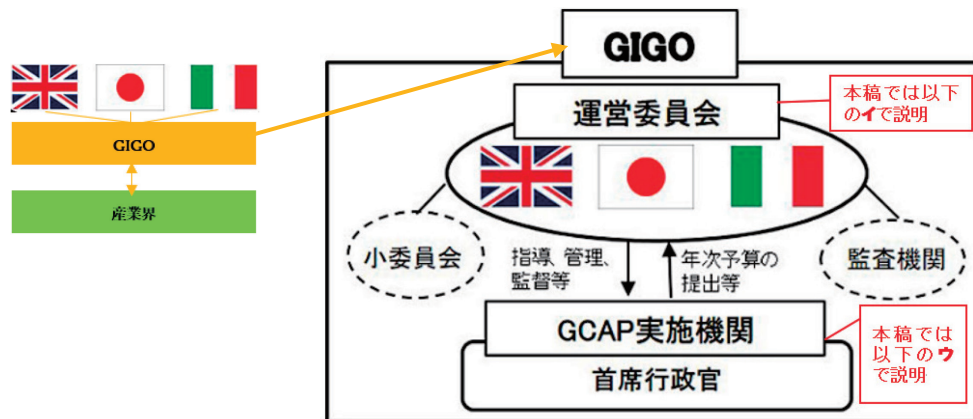 GIGO
産業界
GIGO
運営委員会
本稿では以下
のイで説明
小委員会
指導、管理、
監督等
年次予算の
提出等
監査機関
GCAP実施機関
首席行政官
本稿では
以下のウ
で説明